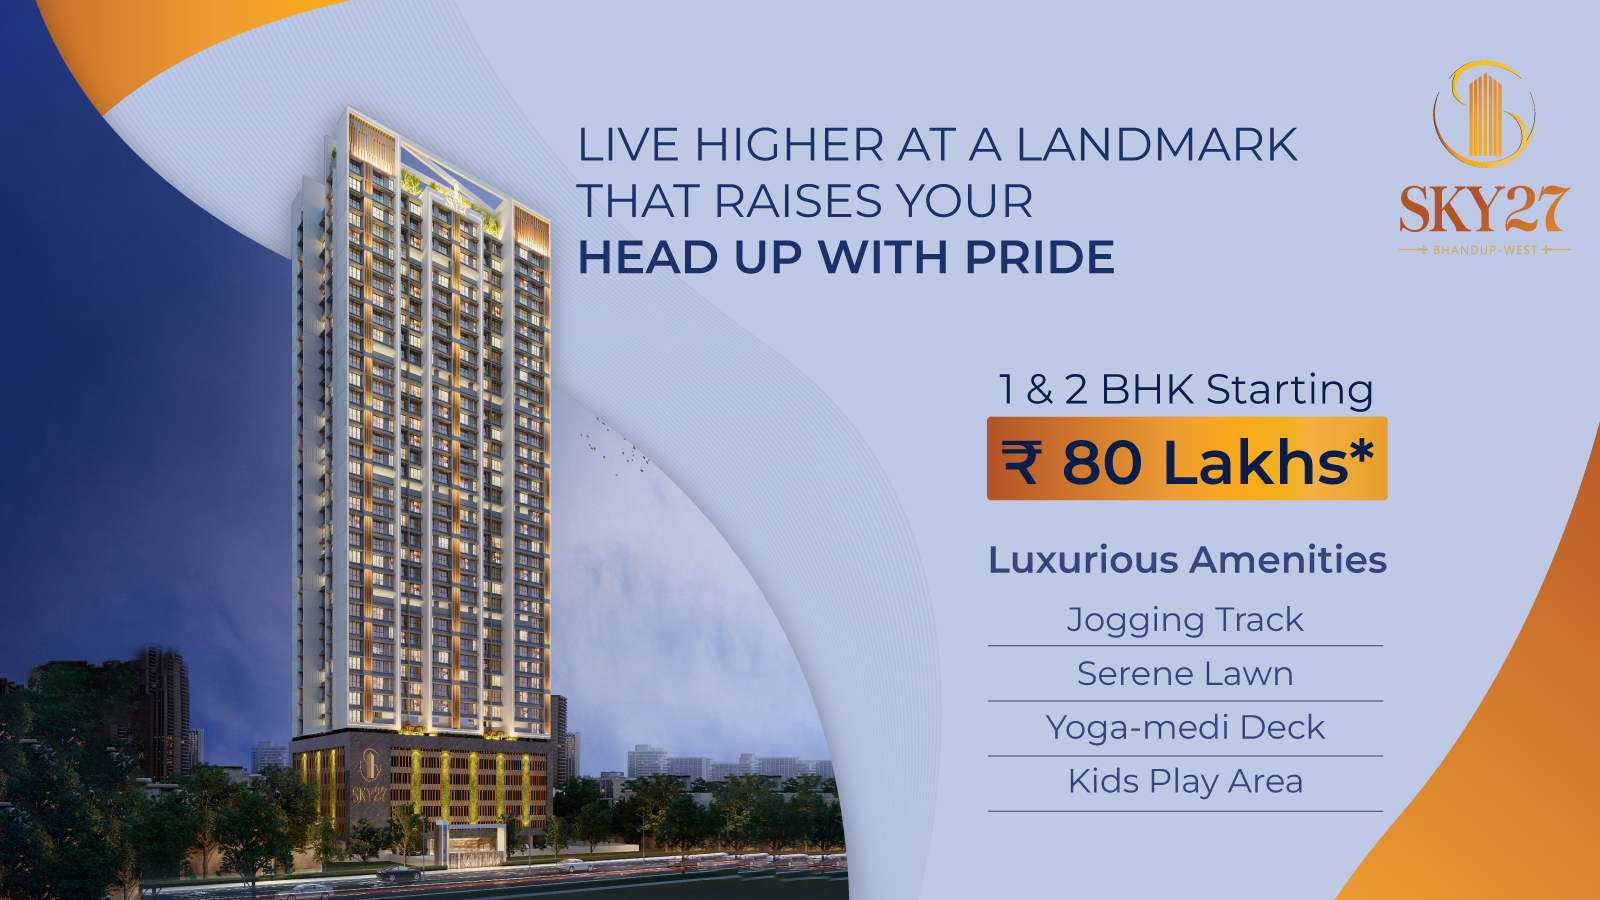 LIVE HIGHER AT A LANDMARK
THAT RAISES YOUR
HEAD UP WITH PRIDE
SKY27
BHANDUP-WEST
1 & 2 BHK Starting
₹ 80 Lakhs*
Luxurious Amenities
Jogging Track
Serene Lawn
Yoga-medi Deck
Kids Play Area
SKY27
SKY27